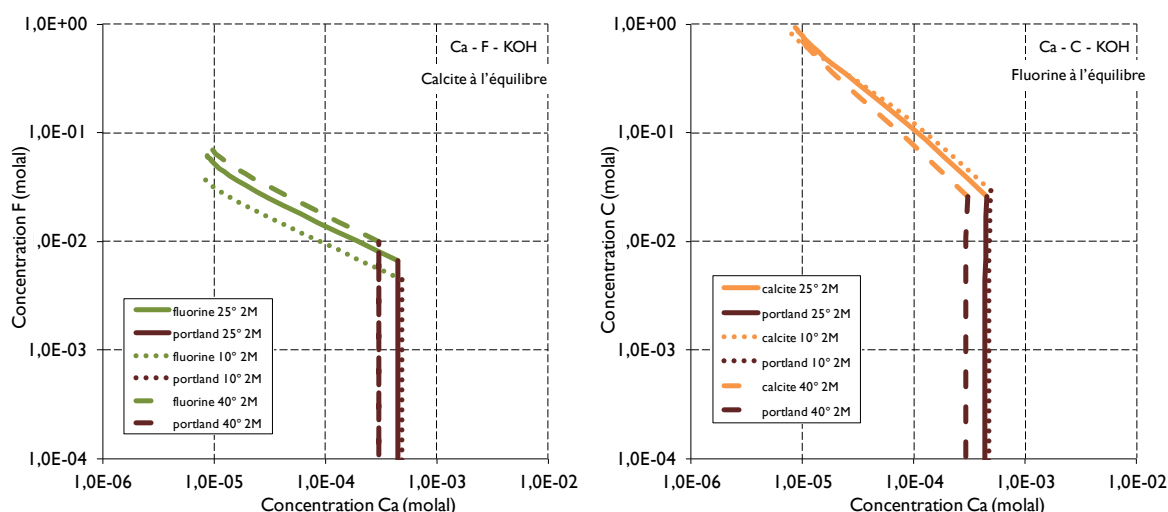 Ca - F - KOH
Calcite à l'équilibre
Concentration F (molal)
1,0E+00
1,0E-01
1,0E-02
1,0E-03
1,0E-04
fluorine 25° 2M
portland 25° 2M
fluorine 10° 2M
portland 10° 2M
fluorine 40° 2M
portland 40° 2M
1,0E-06
1,0E-05
1,0E-04
1,0E-03
1,0E-02
Concentration Ca (molal)
Ca - C - KOH
Fluorine à l'équilibre
Concentration C (molal)
1,0E+00
1,0E-01
1,0E-02
1,0E-03
1,0E-04
calcite 25° 2M
portland 25° 2M
calcite 10° 2M
portland 10° 2M
calcite 40° 2M
portland 40° 2M
1,0E-06
1,0E-05
1,0E-04
1,0E-03
1,0E-02
Concentration Ca (molal)